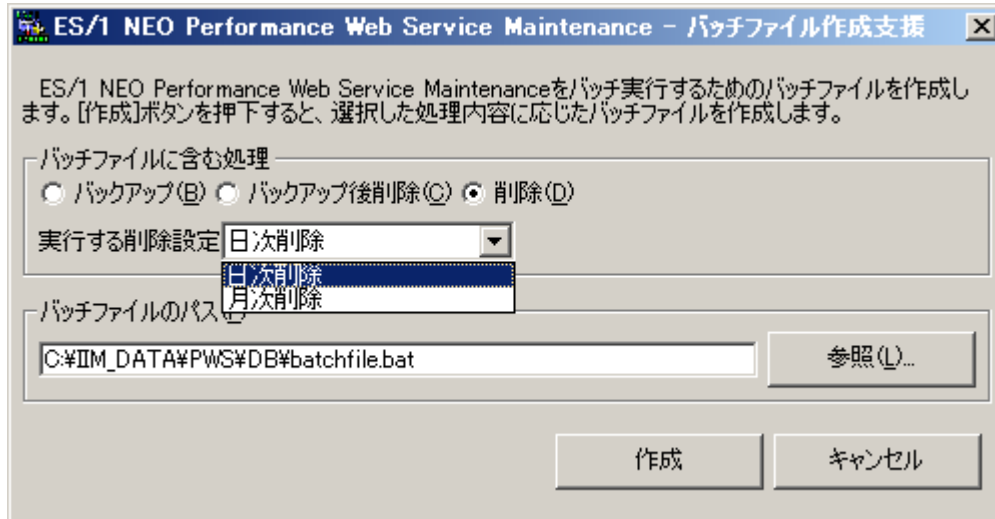 ES/1 NEO Performance Web Service Maintenance - バッチファイル作成支援
ES/1 NEO Performance Web Service Maintenanceをバッチ実行するためのバッチファイルを作成し
ます。[作成]ボタンを押下すると、選択した処理内容に応じたバッチファイルを作成します。
バッチファイルに含む処理
バックアップ(B) バックアップ後削除(C) 削除(D)
実行する削除設定 日次削除
日次削除
月次削除
バッチファイルのパス
C:¥IIM_DATA¥PWS¥DB¥batchfile.bat 参照(L)...
作成 キャンセル